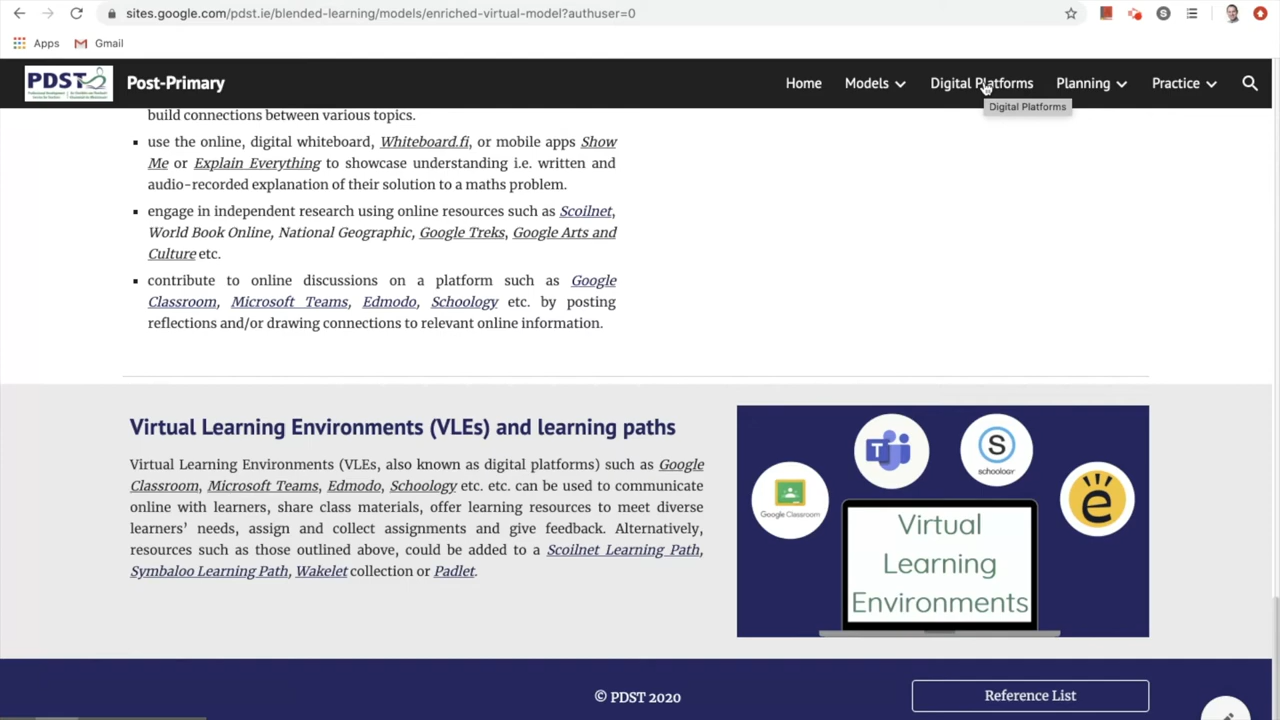 sites.google.com/pdst.ie/blended-learning/models/enriched-virtual-model?authuser=0
Apps
Gmail
PDST
Post-Primary
Home
Models
Digital Platforms
Planning
Practice
Digital Platforms
build connections between various topics.
▪ use the online, digital whiteboard, Whiteboard.fi, or mobile apps Show
Me or Explain Everything to showcase understanding i.e. written and
audio-recorded explanation of their solution to a maths problem.
▪ engage in independent research using online resources such as Scoilnet,
World Book Online, National Geographic, Google Treks, Google Arts and
Culture etc.
▪ contribute to online discussions on a platform such as Google
Classroom, Microsoft Teams, Edmodo, Schoology etc. by posting
reflections and/or drawing connections to relevant online information.
Virtual Learning Environments (VLEs) and learning paths
Virtual Learning Environments (VLEs, also known as digital platforms) such as Google
Classroom, Microsoft Teams, Edmodo, Schoology etc. etc. can be used to communicate
online with learners, share class materials, offer learning resources to meet diverse
learners' needs, assign and collect assignments and give feedback. Alternatively,
resources such as those outlined above, could be added to a Scoilnet Learning Path,
Symbaloo Learning Path, Wakelet collection or Padlet.
Google Classroom
T
S
schoology
e
Virtual
Learning
Environments
© PDST 2020
Reference List